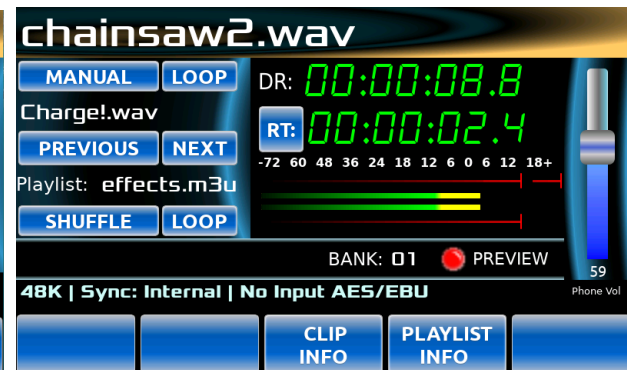 chainsaw2.wav
MANUAL LOOP
DR: 00:00:08.8
Charge!.wav
RT: 00:00:02.4
PREVIOUS NEXT
-72 60 48 36 24 18 12 6 0 6 12 18+
Playlist: effects.m3u
SHUFFLE LOOP
BANK: 01 PREVIEW
59
48K | Sync: Internal | No Input AES/EBU
Phone Vol
CLIP INFO
PLAYLIST INFO